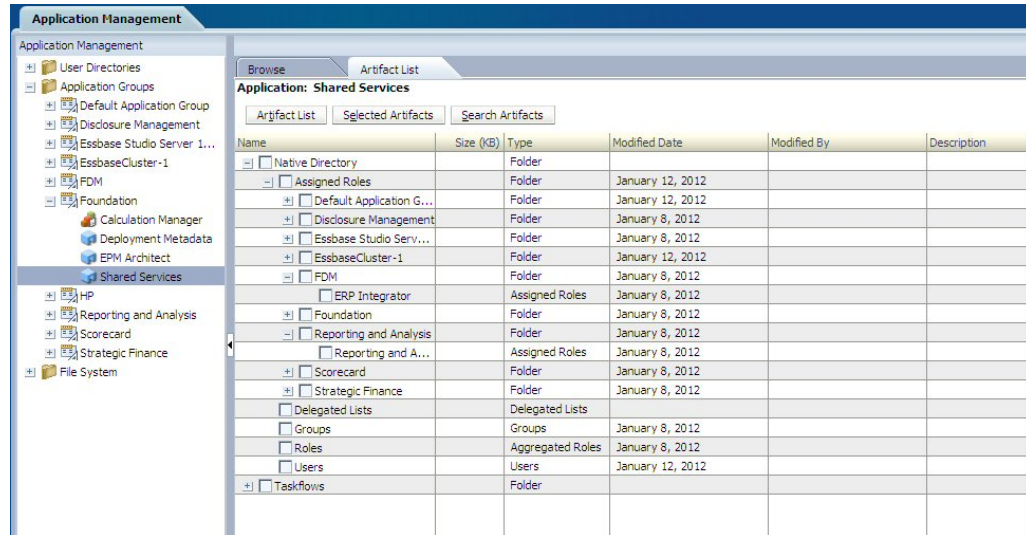 Application Management
Application Management
User Directories
Application Groups
Default Application Group
Disclosure Management
Essbase Studio Server 1...
EssbaseCluster-1
FDM
Foundation
Calculation Manager
Deployment Metadata
EPM Architect
Shared Services
HP
Reporting and Analysis
Scorecard
Strategic Finance
File System
Browse Artifact List
Application: Shared Services
Artifact List Selected Artifacts Search Artifacts
Name Size (KB) Type Modified Date Modified By Description
Native Directory Folder
Assigned Roles Folder January 12, 2012
Default Application G... Folder January 12, 2012
Disclosure Management Folder January 8, 2012
Essbase Studio Serv... Folder January 8, 2012
EssbaseCluster-1 Folder January 12, 2012
FDM Folder January 8, 2012
ERP Integrator Assigned Roles January 8, 2012
Foundation Folder January 8, 2012
Reporting and Analysis Folder January 8, 2012
Reporting and A... Assigned Roles January 8, 2012
Scorecard Folder January 8, 2012
Strategic Finance Folder January 8, 2012
Delegated Lists Delegated Lists
Groups Groups January 8, 2012
Roles Aggregated Roles January 8, 2012
Users Users January 12, 2012
Taskflows Folder